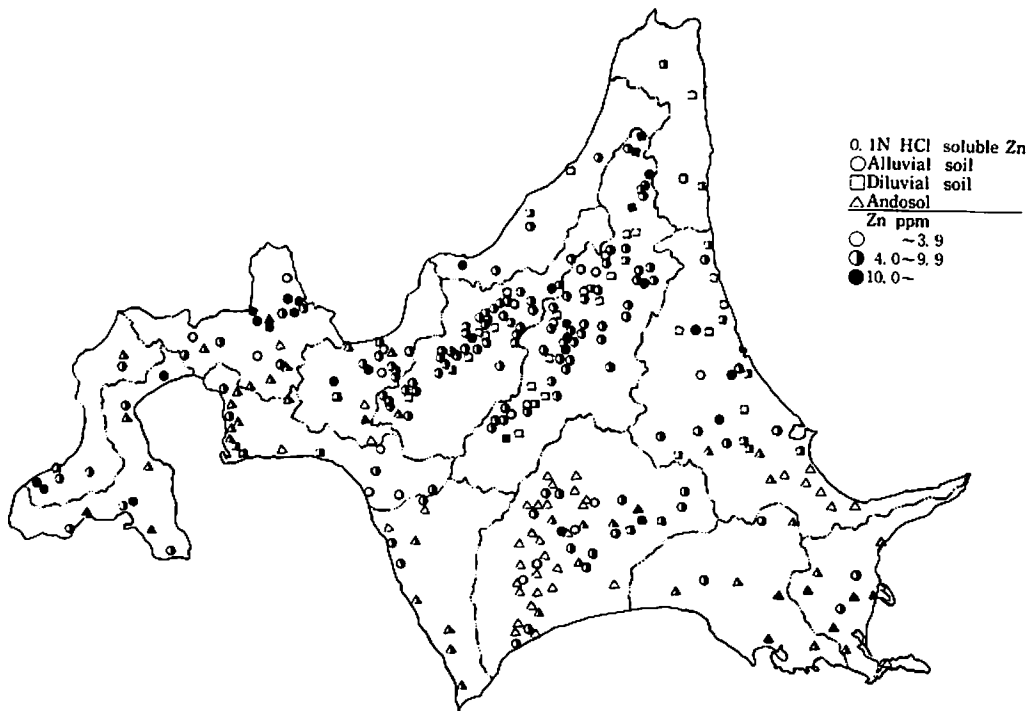 0. 1N HCl soluble Zn
○Alluvial soil
□Diluvial soil
△Andosol
Zn ppm
○ ~3. 9
◑ 4. 0~9. 9
● 10. 0~